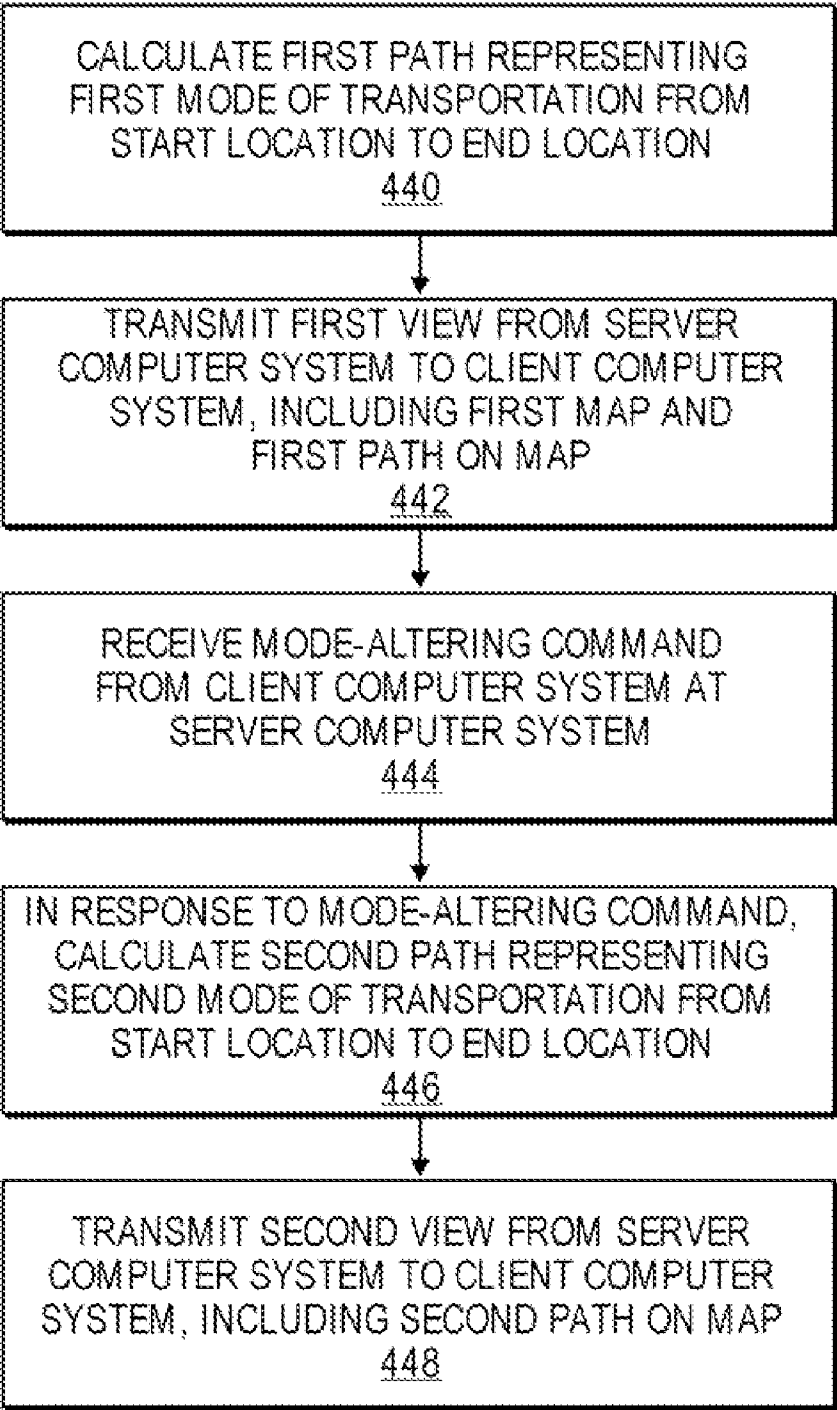 CALCULATE FIRST PATH REPRESENTING
FIRST MODE OF TRANSPORTATION FROM
START LOCATION TO END LOCATION
440
TRANSMIT FIRST VIEW FROM SERVER
COMPUTER SYSTEM TO CLIENT COMPUTER
SYSTEM, INCLUDING FIRST MAP AND
FIRST PATH ON MAP
442
RECEIVE MODE-ALTERING COMMAND
FROM CLIENT COMPUTER SYSTEM AT
SERVER COMPUTER SYSTEM
444
IN RESPONSE TO MODE-ALTERING COMMAND,
CALCULATE SECOND PATH REPRESENTING
SECOND MODE OF TRANSPORTATION FROM
START LOCATION TO END LOCATION
446
TRANSMIT SECOND VIEW FROM SERVER
COMPUTER SYSTEM TO CLIENT COMPUTER
SYSTEM, INCLUDING SECOND PATH ON MAP
448